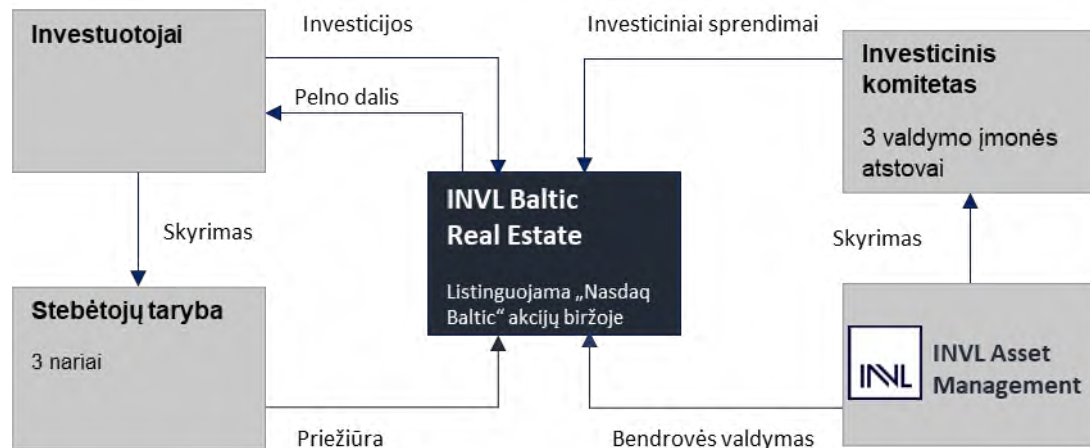 Investuotojai
Investicijos
Pelno dalis
Investiciniai sprendimai
Investicinis
komitetas
3 valdymo įmonės
atstovai
INVL Baltic
Real Estate
Listinguojama „Nasdaq
Baltic“ akcijų biržoje
Skyrimas
Skyrimas
Stebėtojų taryba
3 nariai
Priežiūra
INVL
INVL Asset
Management
Bendrovės valdymas